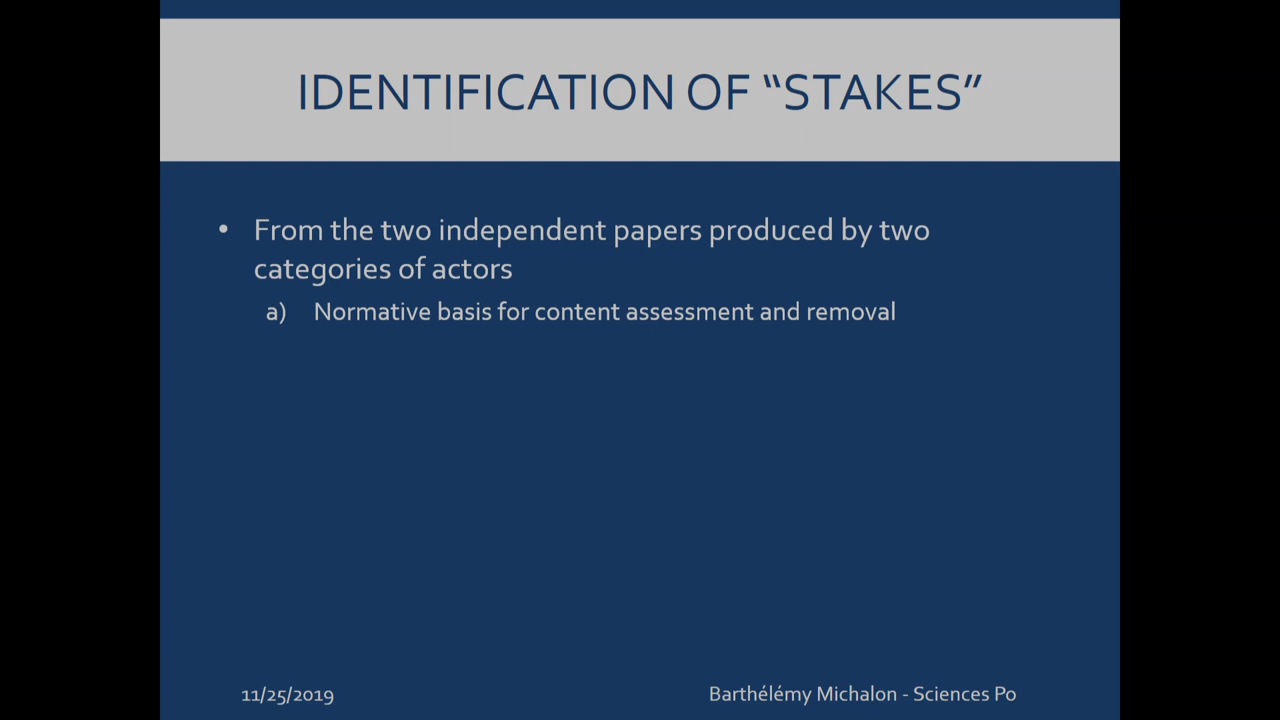 IDENTIFICATION OF “STAKES”
• From the two independent papers produced by two
categories of actors
a) Normative basis for content assessment and removal
11/25/2019
Barthélémy Michalon - Sciences Po